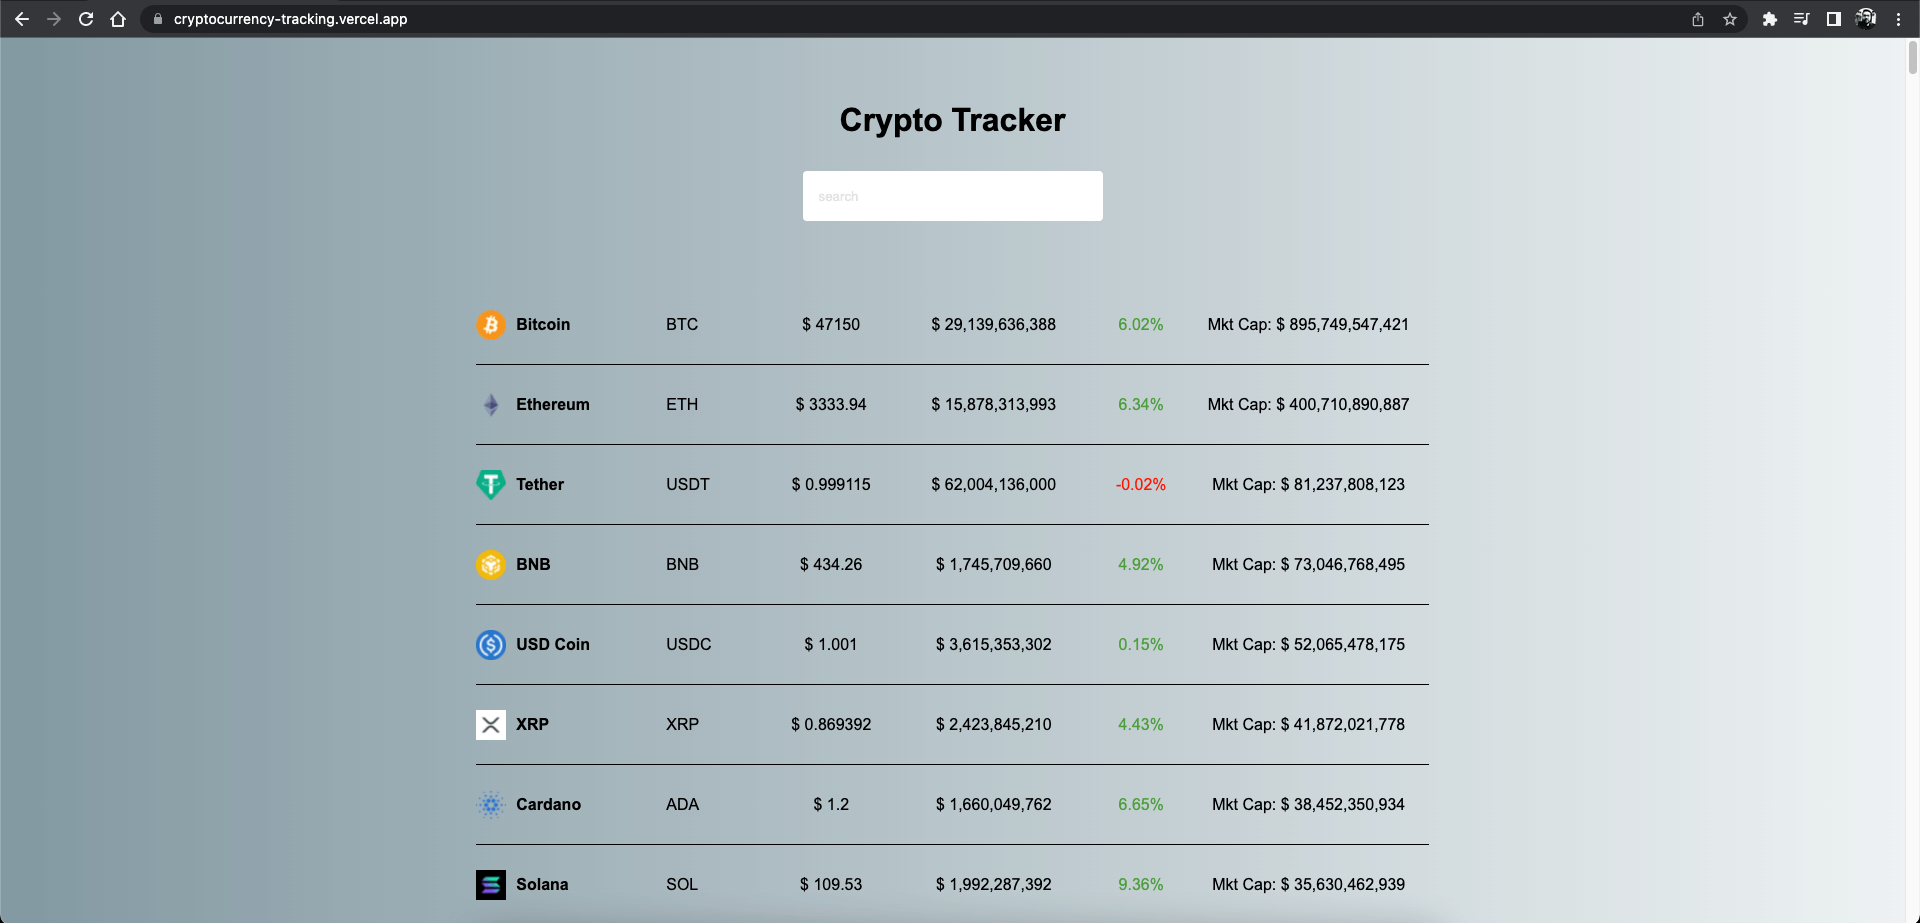 cryptocurrency-tracking.vercel.app
Crypto Tracker
search
Bitcoin BTC $ 47150 $ 29,139,636,388 6.02% Mkt Cap: $ 895,749,547,421
Ethereum ETH $ 3333.94 $ 15,878,313,993 6.34% Mkt Cap: $ 400,710,890,887
Tether USDT $ 0.999115 $ 62,004,136,000 -0.02% Mkt Cap: $ 81,237,808,123
BNB BNB $ 434.26 $ 1,745,709,660 4.92% Mkt Cap: $ 73,046,768,495
USD Coin USDC $ 1.001 $ 3,615,353,302 0.15% Mkt Cap: $ 52,065,478,175
XRP XRP $ 0.869392 $ 2,423,845,210 4.43% Mkt Cap: $ 41,872,021,778
Cardano ADA $ 1.2 $ 1,660,049,762 6.65% Mkt Cap: $ 38,452,350,934
Solana SOL $ 109.53 $ 1,992,287,392 9.36% Mkt Cap: $ 35,630,462,939